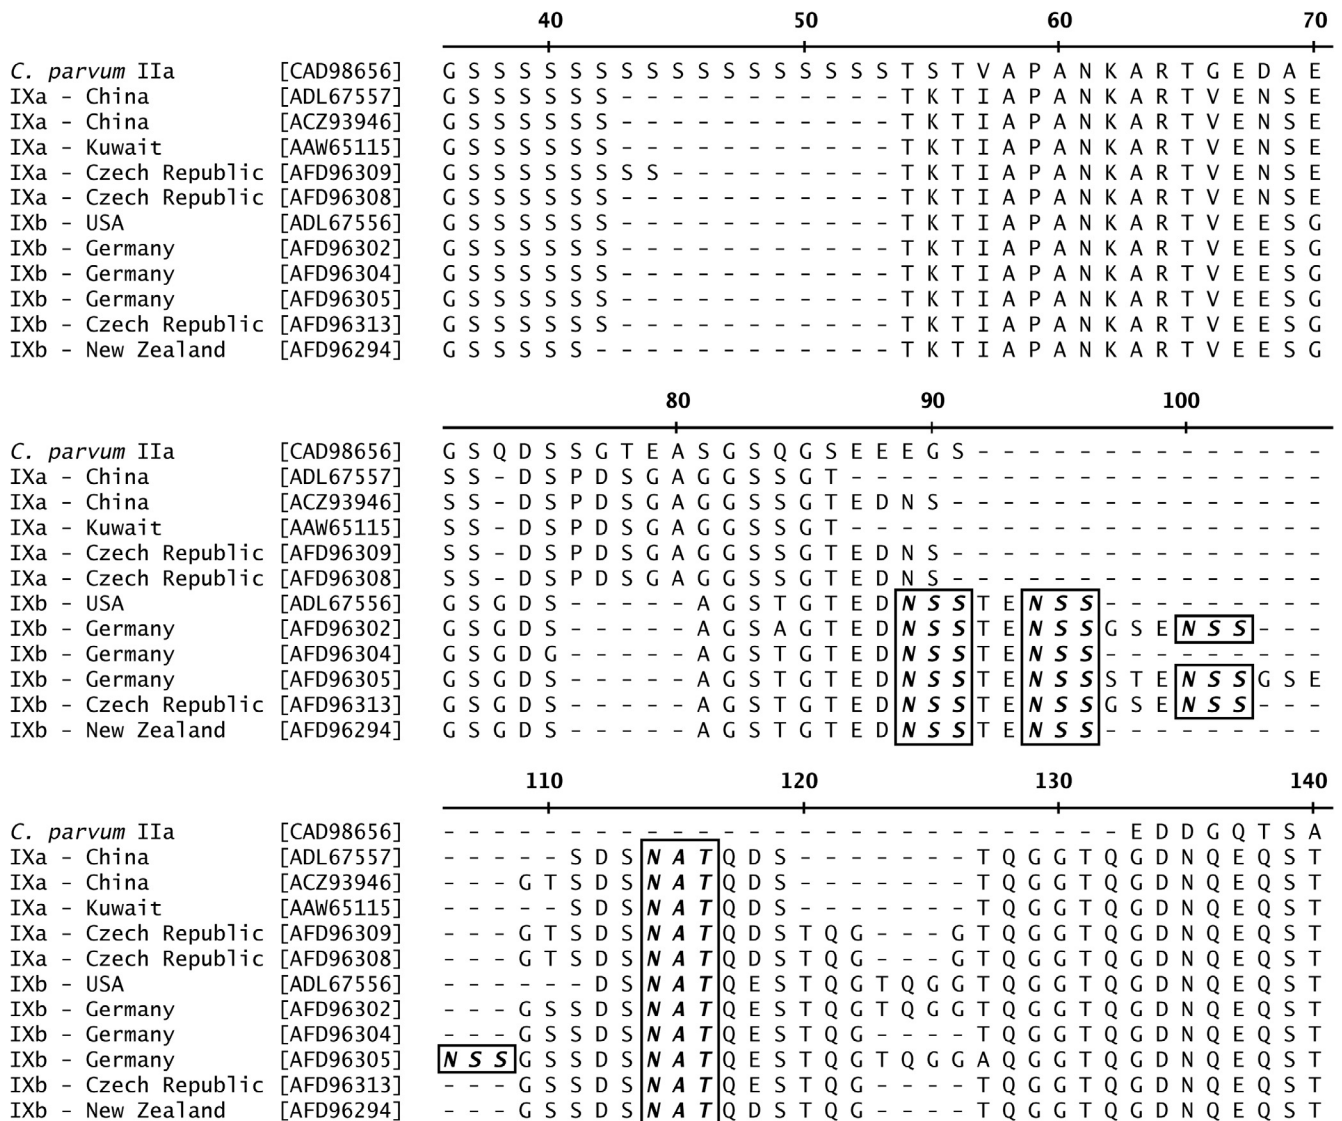 40 50 60 70
C. parvum IIa [CAD98656] G S S S S S S S S S S S S S S S S S T S T V A P A N K A R T G E D A E
IXa - China [ADL67557] G S S S S S S - - - - - - - - - - - T K T I A P A N K A R T V E N S E
IXa - China [ACZ93946] G S S S S S S - - - - - - - - - - - T K T I A P A N K A R T V E N S E
IXa - Kuwait [AAW65115] G S S S S S S - - - - - - - - - - - T K T I A P A N K A R T V E N S E
IXa - Czech Republic [AFD96309] G S S S S S S S S - - - - - - - - - T K T I A P A N K A R T V E N S E
IXa - Czech Republic [AFD96308] G S S S S S S - - - - - - - - - - - T K T I A P A N K A R T V E N S E
IXb - USA [ADL67556] G S S S S S S - - - - - - - - - - - T K T I A P A N K A R T V E E S G
IXb - Germany [AFD96302] G S S S S S S - - - - - - - - - - - T K T I A P A N K A R T V E E S G
IXb - Germany [AFD96304] G S S S S S S - - - - - - - - - - - T K T I A P A N K A R T V E E S G
IXb - Germany [AFD96305] G S S S S S S - - - - - - - - - - - T K T I A P A N K A R T V E E S G
IXb - Czech Republic [AFD96313] G S S S S S S - - - - - - - - - - - T K T I A P A N K A R T V E E S G
IXb - New Zealand [AFD96294] G S S S S S - - - - - - - - - - - - T K T I A P A N K A R T V E E S G
80 90 100
C. parvum IIa [CAD98656] G S Q D S S G T E A S G S Q G S E E E G S - - - - - - - - - - - - - -
IXa - China [ADL67557] S S - D S P D S G A G G S S G T - - - - - - - - - - - - - - - - - - -
IXa - China [ACZ93946] S S - D S P D S G A G G S S G T E D N S - - - - - - - - - - - - - - -
IXa - Kuwait [AAW65115] S S - D S P D S G A G G S S G T - - - - - - - - - - - - - - - - - - -
IXa - Czech Republic [AFD96309] S S - D S P D S G A G G S S G T E D N S - - - - - - - - - - - - - - -
IXa - Czech Republic [AFD96308] S S - D S P D S G A G G S S G T E D N S - - - - - - - - - - - - - - -
IXb - USA [ADL67556] G S G D S - - - - - A G S T G T E D N S S T E N S S - - - - - - - - -
IXb - Germany [AFD96302] G S G D S - - - - - A G S A G T E D N S S T E N S S G S E N S S - - -
IXb - Germany [AFD96304] G S G D G - - - - - A G S T G T E D N S S T E N S S - - - - - - - - -
IXb - Germany [AFD96305] G S G D S - - - - - A G S T G T E D N S S T E N S S S T E N S S G S E
IXb - Czech Republic [AFD96313] G S G D S - - - - - A G S T G T E D N S S T E N S S G S E N S S - - -
IXb - New Zealand [AFD96294] G S G D S - - - - - A G S T G T E D N S S T E N S S - - - - - - - - -
110 120 130 140
C. parvum IIa [CAD98656] - - - - - - - - - - - - - - - - - - - - - - - - - - - E D D G Q T S A
IXa - China [ADL67557] - - - - - S D S N A T Q D S - - - - - - - T Q G G T Q G D N Q E Q S T
IXa - China [ACZ93946] - - - G T S D S N A T Q D S - - - - - - - T Q G G T Q G D N Q E Q S T
IXa - Kuwait [AAW65115] - - - - - S D S N A T Q D S - - - - - - - T Q G G T Q G D N Q E Q S T
IXa - Czech Republic [AFD96309] - - - G T S D S N A T Q D S T Q G - - - G T Q G G T Q G D N Q E Q S T
IXa - Czech Republic [AFD96308] - - - G T S D S N A T Q D S T Q G - - - G T Q G G T Q G D N Q E Q S T
IXb - USA [ADL67556] - - - - - - D S N A T Q E S T Q G T Q G G T Q G G T Q G D N Q E Q S T
IXb - Germany [AFD96302] - - - G S S D S N A T Q E S T Q G T Q G G T Q G G T Q G D N Q E Q S T
IXb - Germany [AFD96304] - - - G S S D S N A T Q E S T Q G - - - - T Q G G T Q G D N Q E Q S T
IXb - Germany [AFD96305] N S S G S S D S N A T Q E S T Q G T Q G G A Q G G T Q G D N Q E Q S T
IXb - Czech Republic [AFD96313] - - - G S S D S N A T Q E S T Q G - - - - T Q G G T Q G D N Q E Q S T
IXb - New Zealand [AFD96294] - - - G S S D S N A T Q D S T Q G - - - - T Q G G T Q G D N Q E Q S T